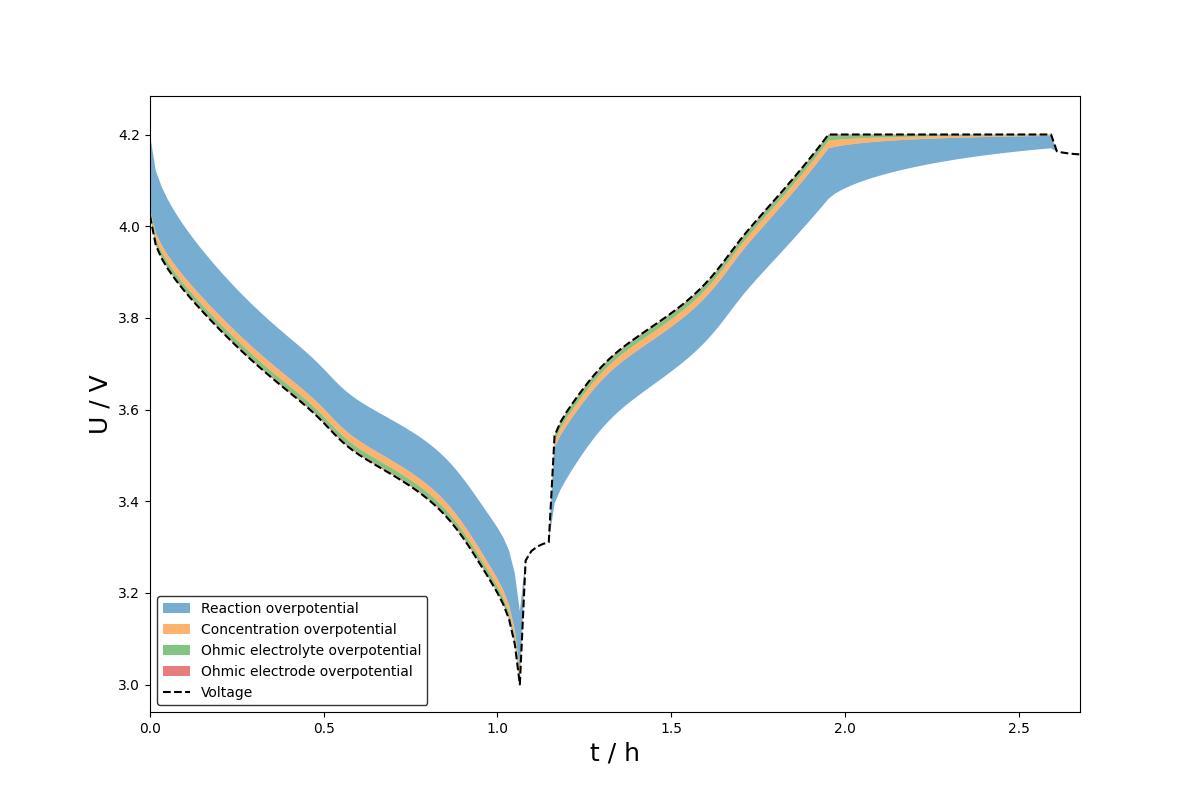 4.2
4.0
3.8
3.6
3.4
3.2
3.0
U / V
Reaction overpotential
Concentration overpotential
Ohmic electrolyte overpotential
Ohmic electrode overpotential
Voltage
0.0 0.5 1.0 1.5 2.0 2.5
t / h